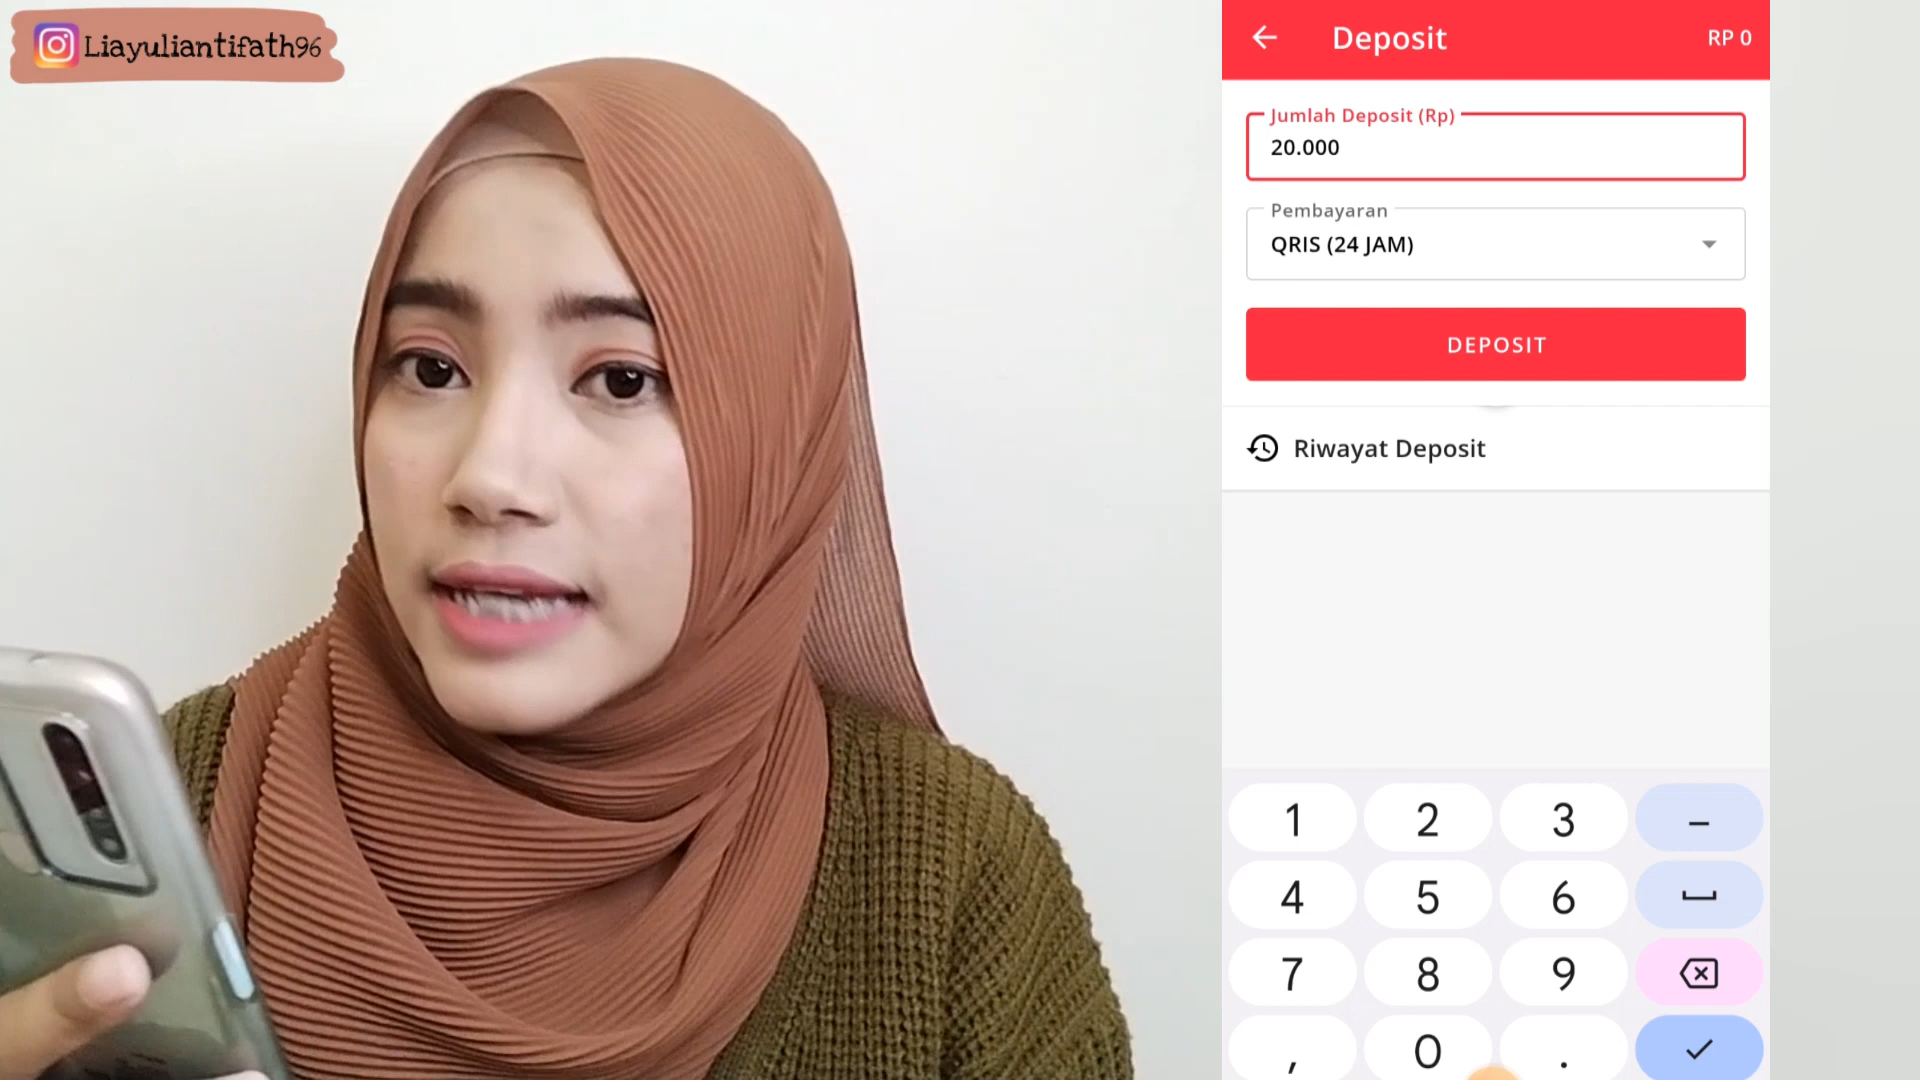 Liayuliantifath96
Deposit
RP 0
Jumlah Deposit (Rp)
20.000
Pembayaran
QRIS (24 JAM)
DEPOSIT
Riwayat Deposit
1 2 3 –
4 5 6
7 8 9
, 0 .